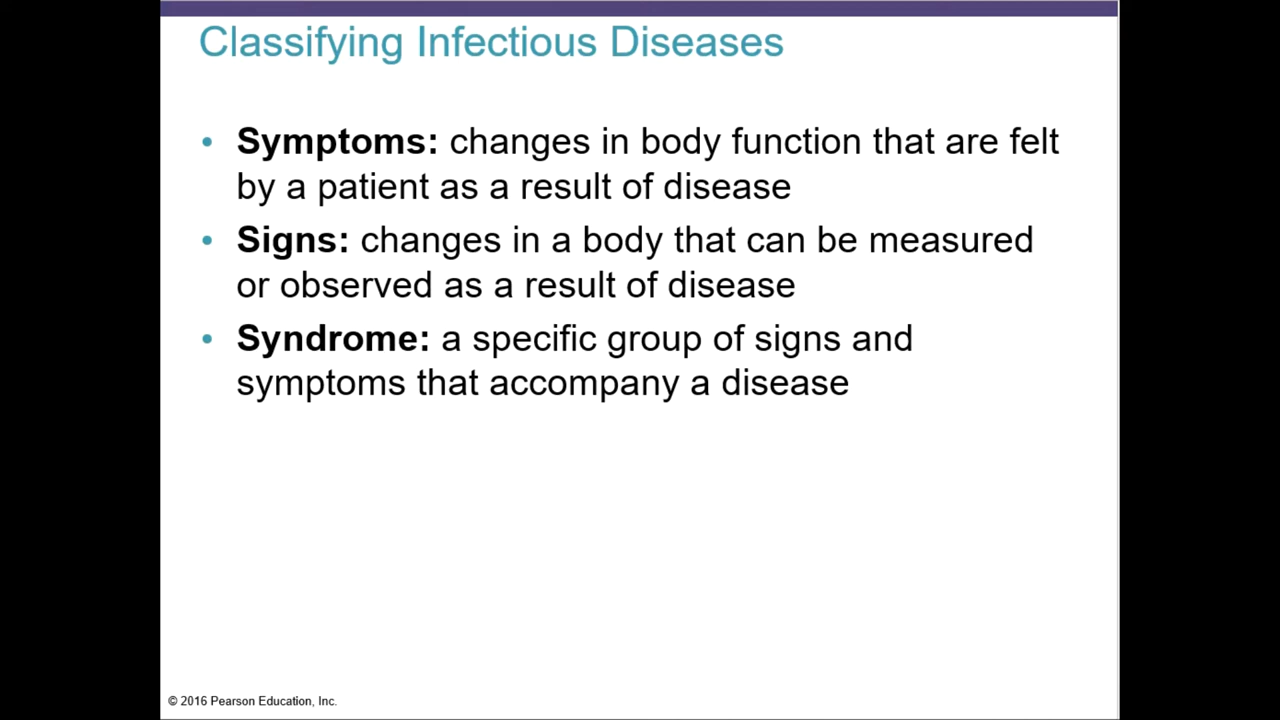 Classifying Infectious Diseases
• Symptoms: changes in body function that are felt
by a patient as a result of disease
• Signs: changes in a body that can be measured
or observed as a result of disease
• Syndrome: a specific group of signs and
symptoms that accompany a disease
© 2016 Pearson Education, Inc.